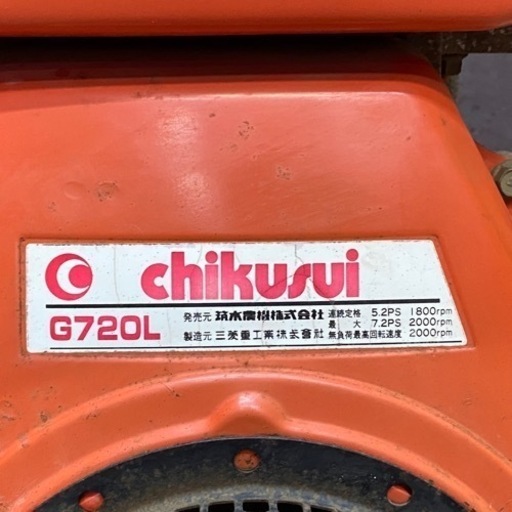 chikusui
G720L
発売元 筑水農機株式会社
製造元 三菱重工業株式会社
連続定格 5.2PS 1800rpm
最大 7.2PS 2000rpm
無負荷最高回転速度 2000rpm